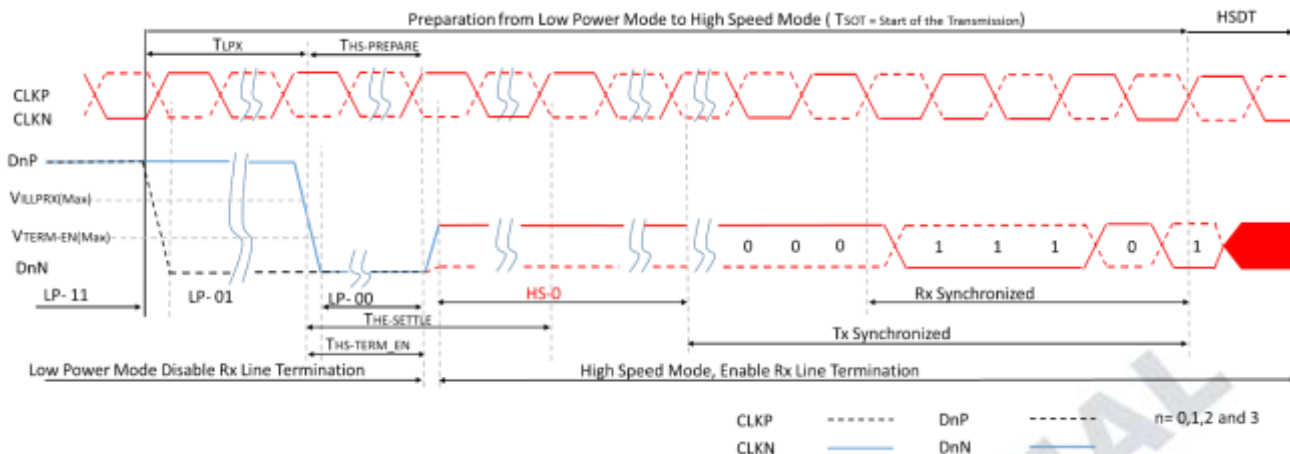 Preparation from Low Power Mode to High Speed Mode ( TSOT = Start of the Transmission)
HSDT
TLPX
THS-PREPARE
CLKP
CLKN
DnP
VILLPRX(Max)
VTERM-EN(Max)
DnN
0 0 0 1 1 1 0 1
LP- 11
LP- 01
LP- 00
HS-0
Rx Synchronized
THE-SETTLE
Tx Synchronized
THS-TERM_EN
Low Power Mode Disable Rx Line Termination
High Speed Mode, Enable Rx Line Termination
CLKP
DnP
n= 0,1,2 and 3
CLKN
DnN